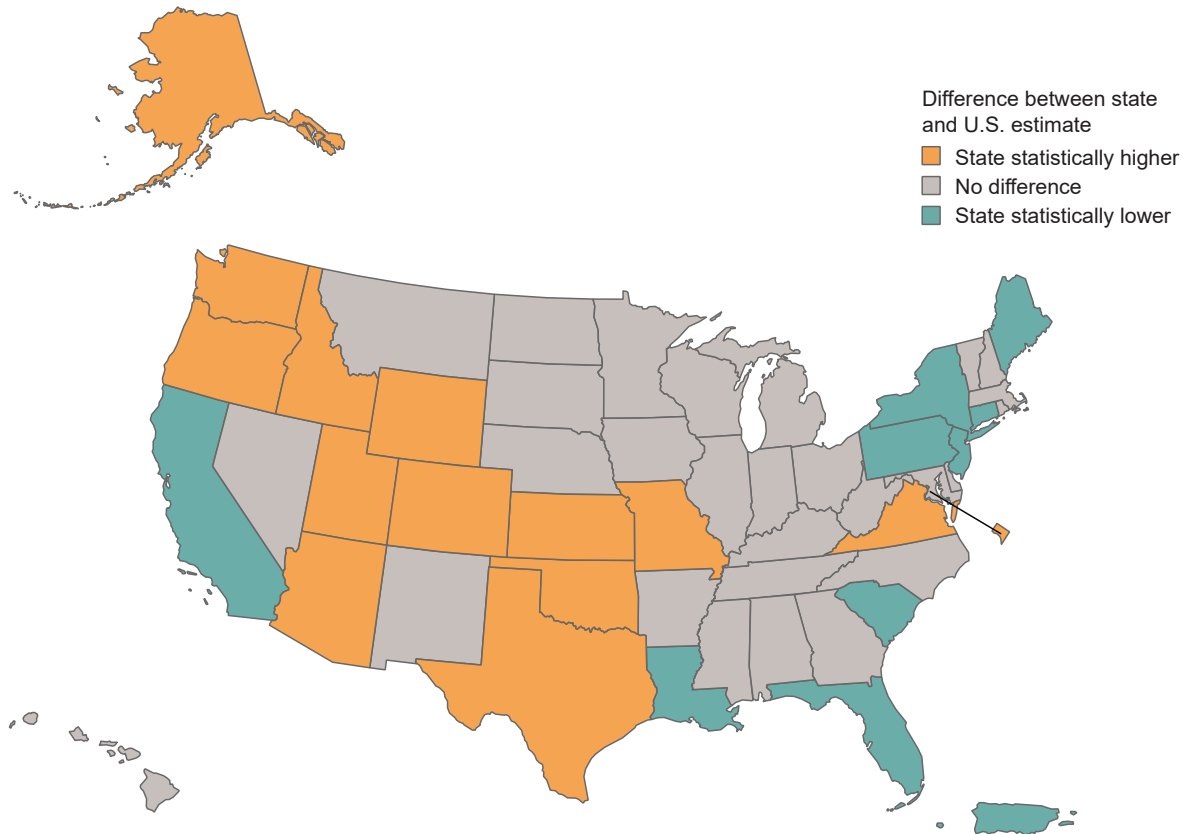 Difference between state
and U.S. estimate
State statistically higher
No difference
State statistically lower